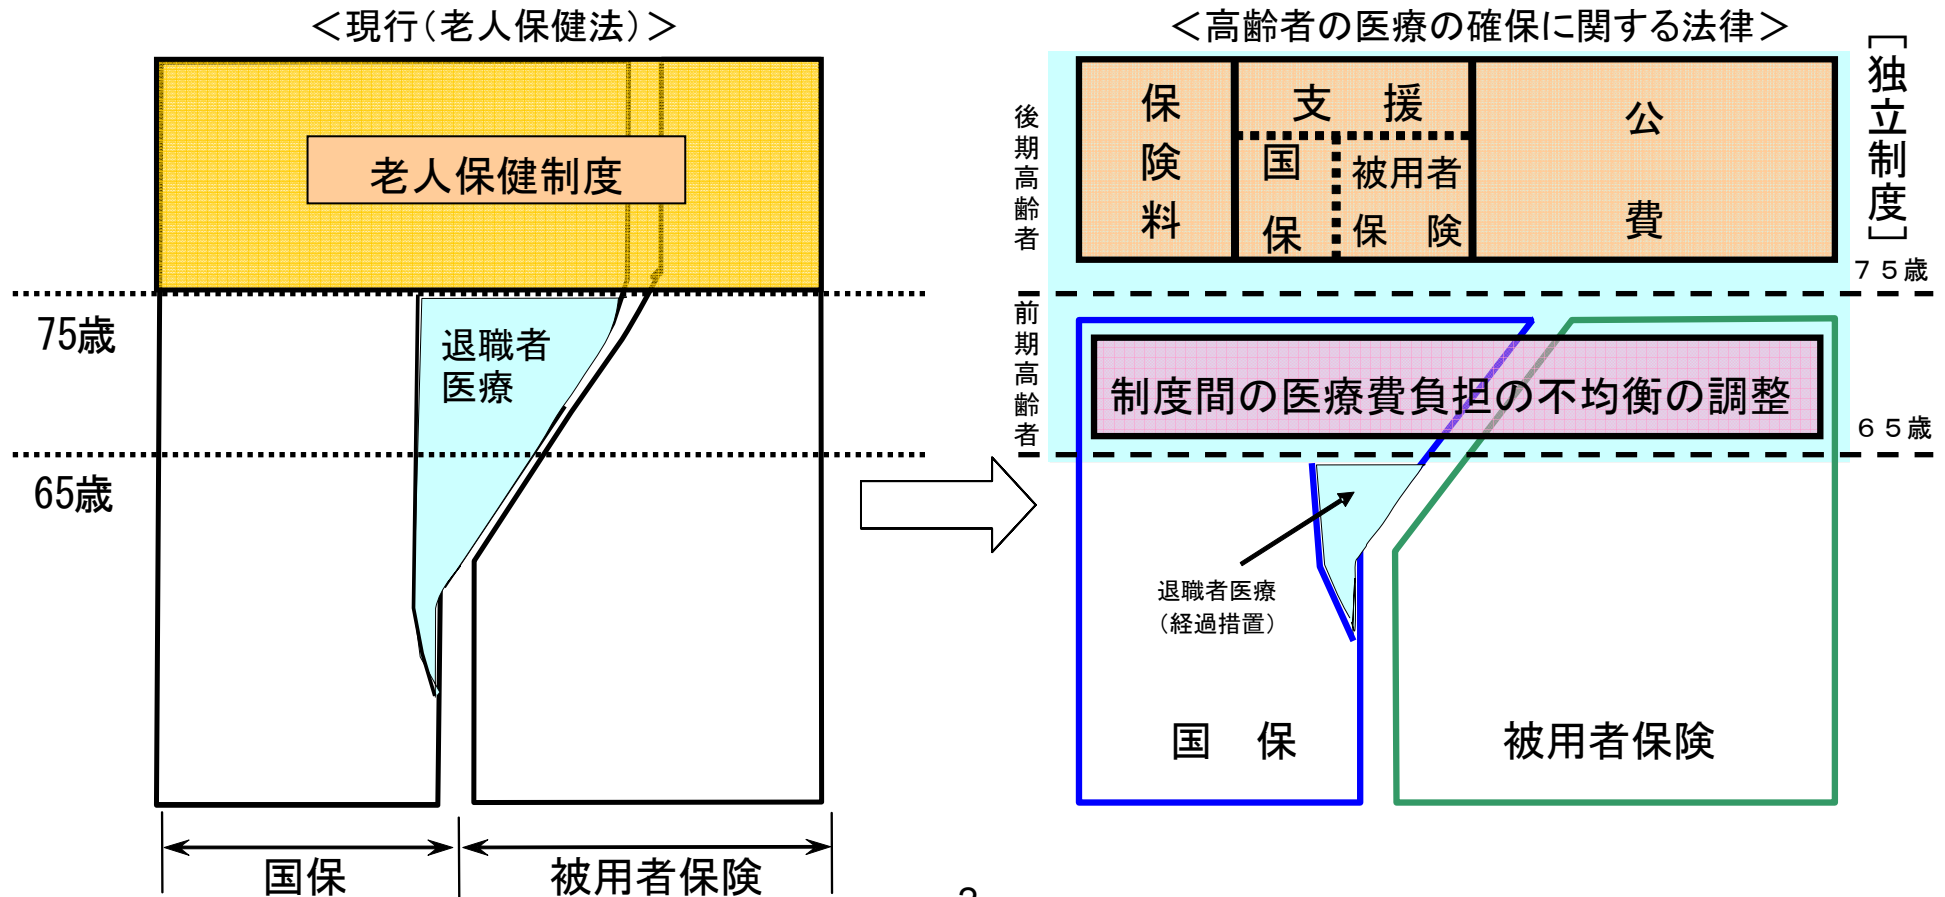 ＜現行（老人保健法）＞
老人保健制度
75歳
退職者
医療
65歳
国保
被用者保険
＜高齢者の医療の確保に関する法律＞
［独立制度］
後期高齢者
保険料
支　援
国保
被用者
保　険
公費
７５歳
前期高齢者
制度間の医療費負担の不均衡の調整
６５歳
退職者医療
（経過措置）
国　保
被用者保険